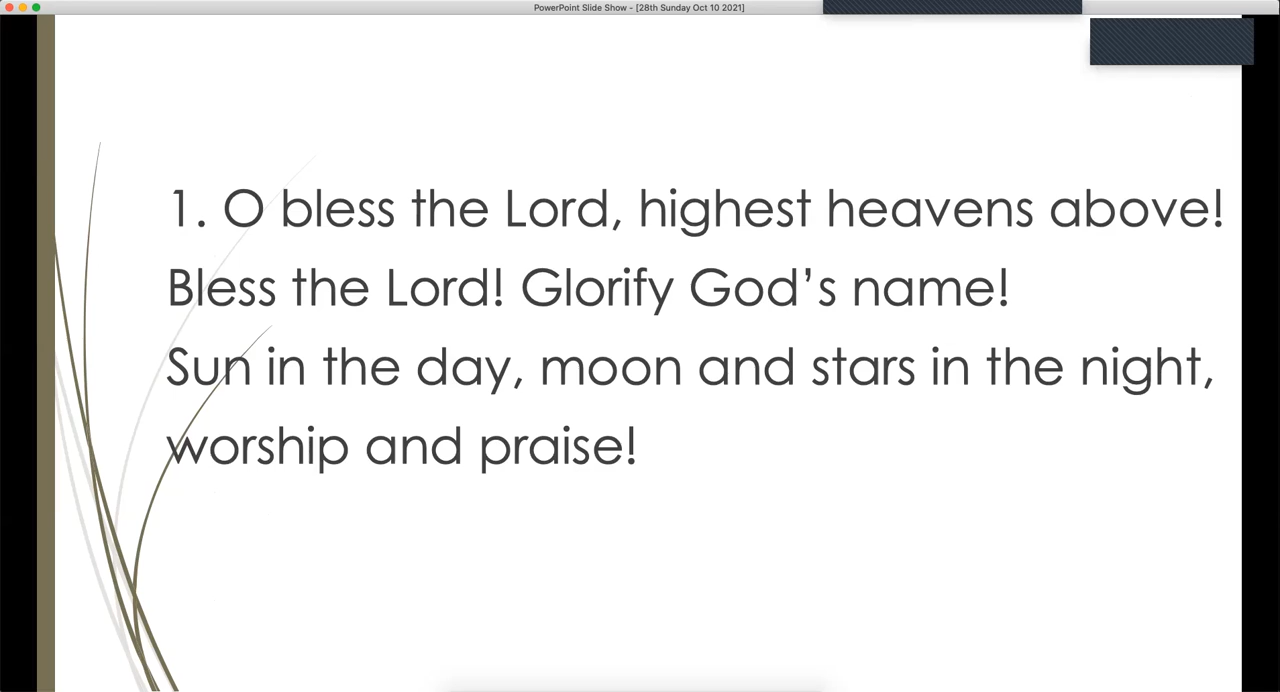 PowerPoint Slide Show - [28th Sunday Oct 10 2021]
1. O bless the Lord, highest heavens above!
Bless the Lord! Glorify God’s name!
Sun in the day, moon and stars in the night,
worship and praise!